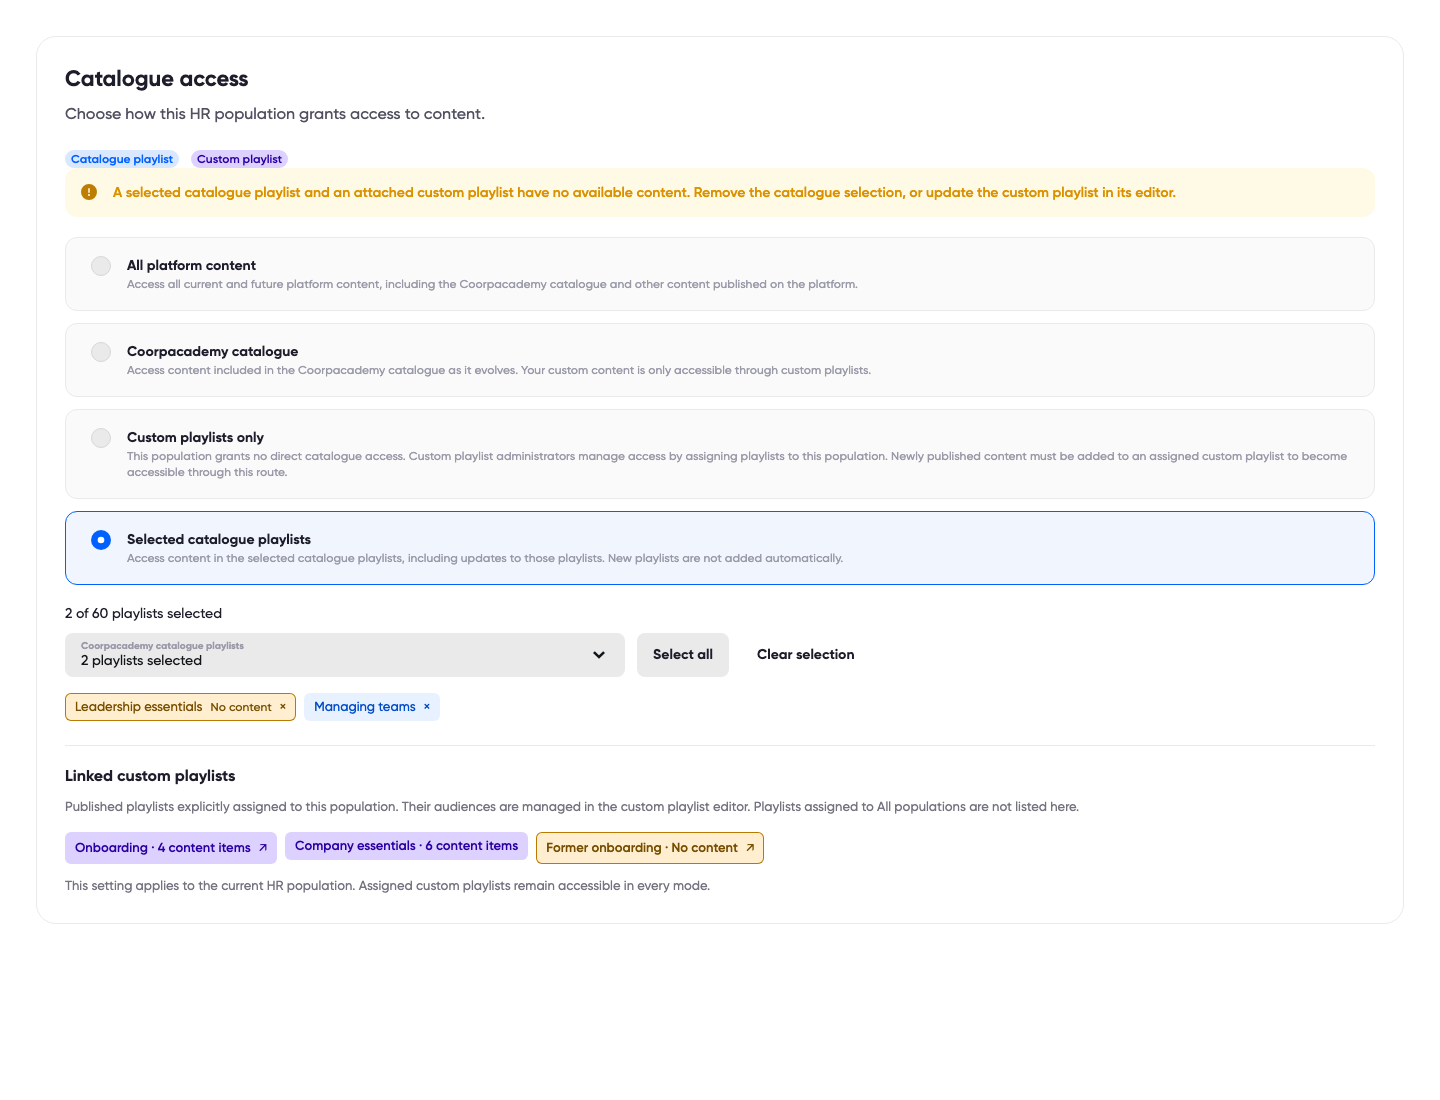 Catalogue access
Choose how this HR population grants access to content.
Catalogue playlist Custom playlist
A selected catalogue playlist and an attached custom playlist have no available content. Remove the catalogue selection, or update the custom playlist in its editor.
All platform content
Access all current and future platform content, including the Coorpacademy catalogue and other content published on the platform.
Coorpacademy catalogue
Access content included in the Coorpacademy catalogue as it evolves. Your custom content is only accessible through custom playlists.
Custom playlists only
This population grants no direct catalogue access. Custom playlist administrators manage access by assigning playlists to this population. Newly published content must be added to an assigned custom playlist to become
accessible through this route.
Selected catalogue playlists
Access content in the selected catalogue playlists, including updates to those playlists. New playlists are not added automatically.
2 of 60 playlists selected
Coorpacademy catalogue playlists
2 playlists selected
Select all
Clear selection
Leadership essentials No content ×
Managing teams ×
Linked custom playlists
Published playlists explicitly assigned to this population. Their audiences are managed in the custom playlist editor. Playlists assigned to All populations are not listed here.
Onboarding · 4 content items ↗
Company essentials · 6 content items
Former onboarding · No content ↗
This setting applies to the current HR population. Assigned custom playlists remain accessible in every mode.